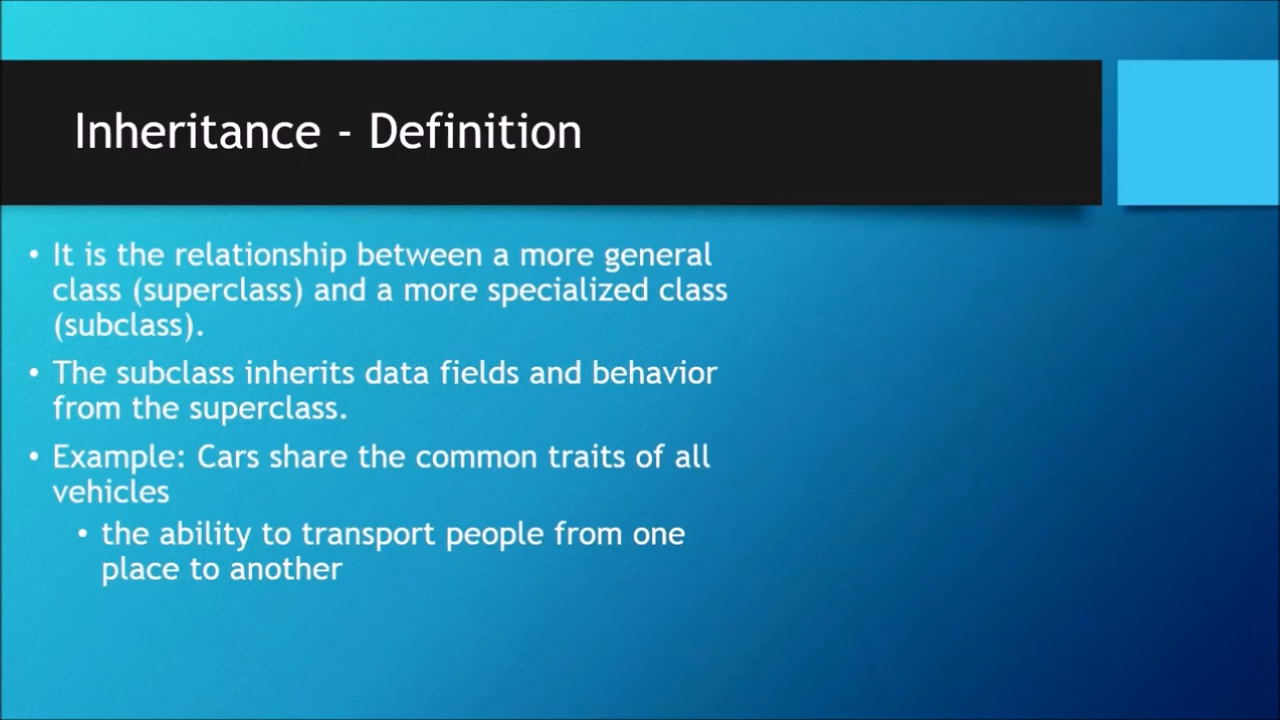 Inheritance - Definition
• It is the relationship between a more general
class (superclass) and a more specialized class
(subclass).
• The subclass inherits data fields and behavior
from the superclass.
• Example: Cars share the common traits of all
vehicles
• the ability to transport people from one
place to another